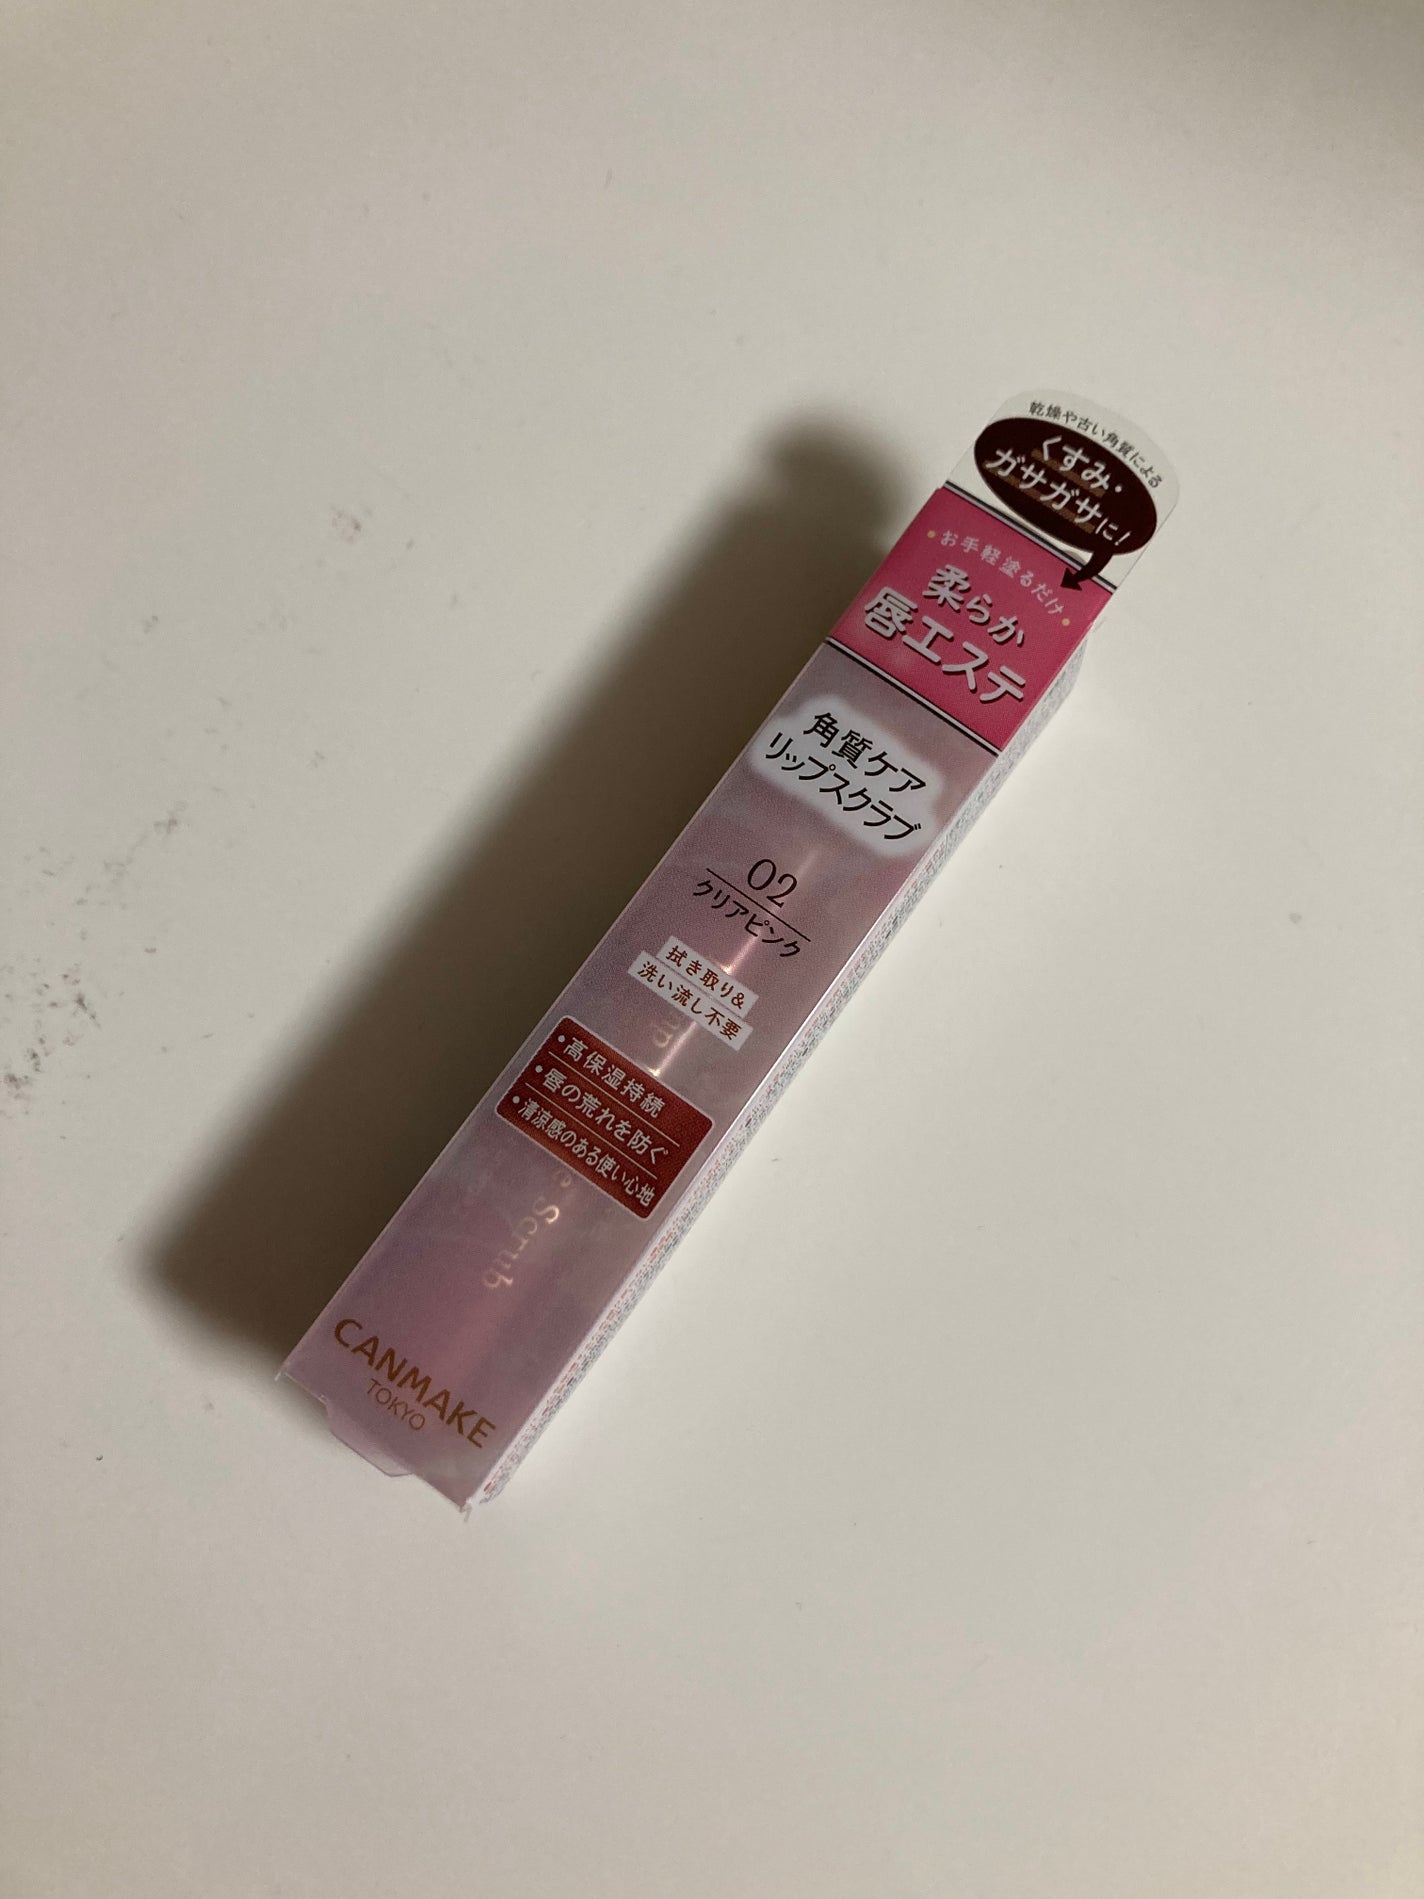 乾燥や古い角質による
くすみ・
ガサガサに!
お手軽塗るだけ
柔らか
唇エステ
角質ケア
リップスクラブ
02
クリアピンク
拭き取り&
洗い流し不要
・高保湿持続
・唇の荒れを防ぐ
・清涼感のある使い心地
Scrub
CANMAKE
TOKYO